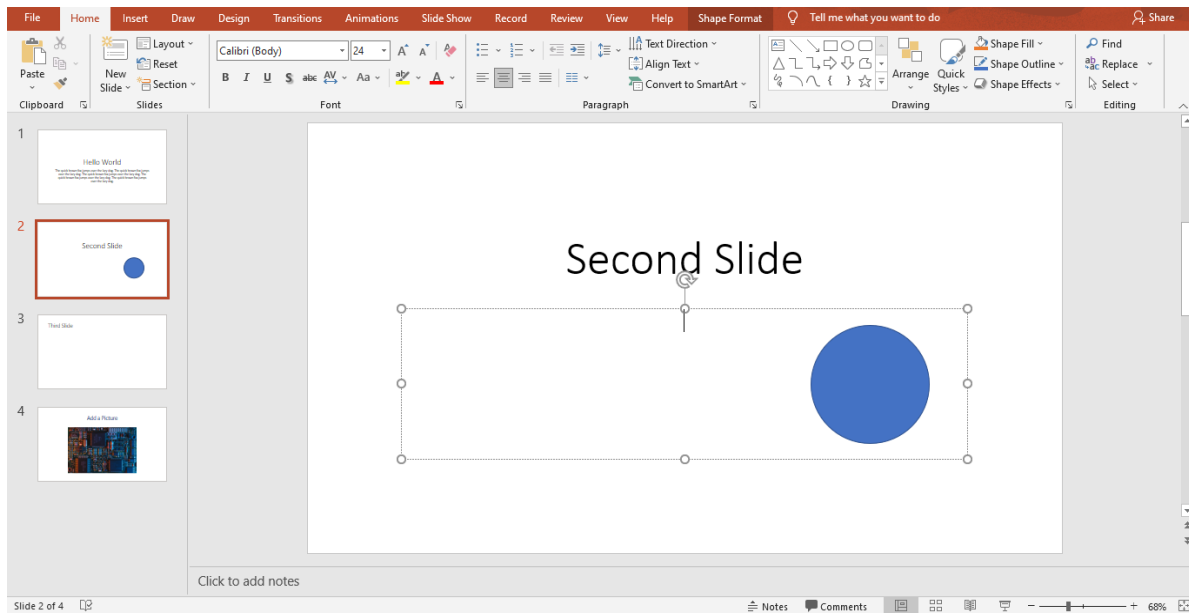 File Home Insert Draw Design Transitions Animations Slide Show Record Review View Help Shape Format Tell me what you want to do Share
Paste
Clipboard
New
Slide
Layout
Reset
Section
Slides
Calibri (Body) 24 A A
B I U S abc AV Aa ab A
Font
Text Direction
Align Text
Convert to SmartArt
Paragraph
Arrange
Quick
Styles
Shape Fill
Shape Outline
Shape Effects
Drawing
Find
Replace
Select
Editing
1
Hello World
2
Second Slide
3
Third Slide
4
Add a Picture
Second Slide
Click to add notes
Slide 2 of 4 Notes Comments 68%